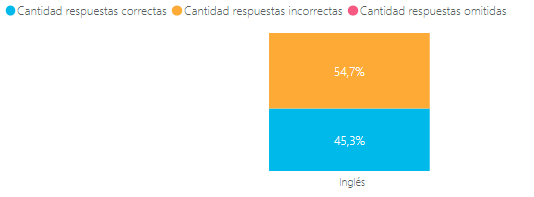 Cantidad respuestas correctas Cantidad respuestas incorrectas Cantidad respuestas omitidas
54,7%
45,3%
Inglés